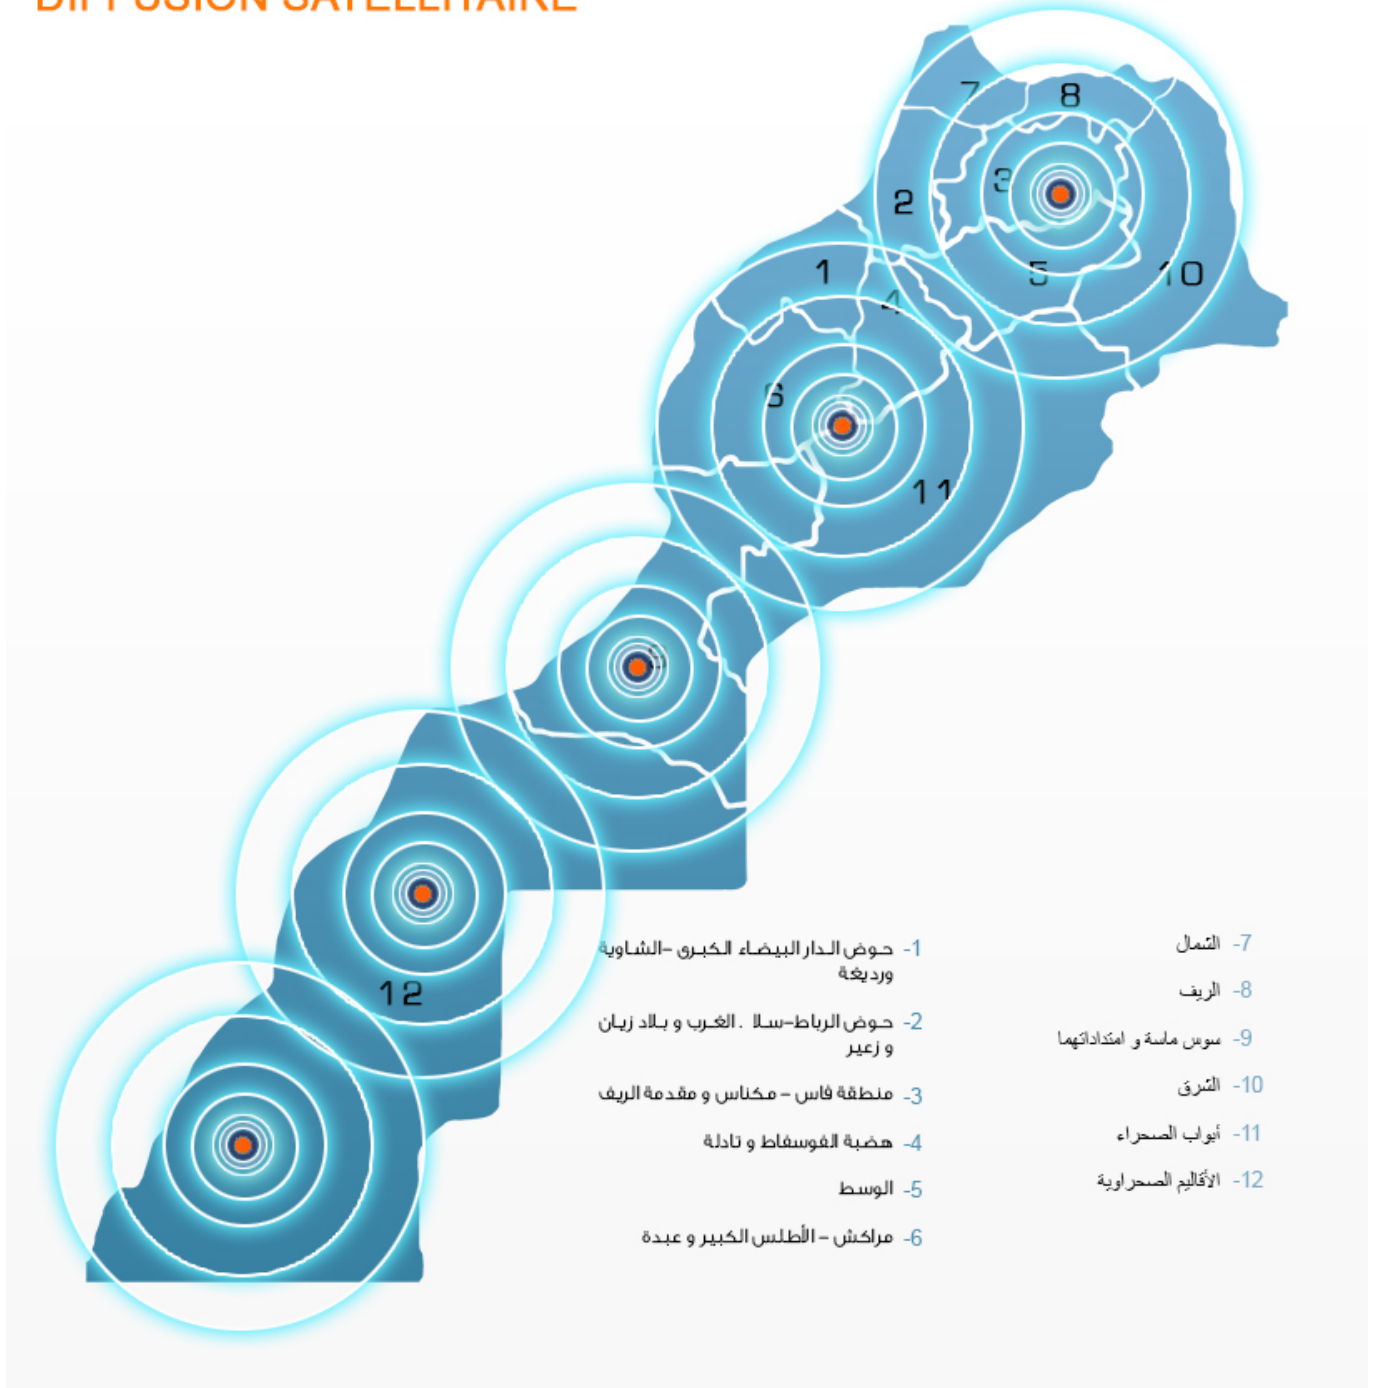 DIFFUSION SATELLITAIRE
7
8
3
2
5
10
1
4
6
11
9
12
1- حوض الدار البيضاء الكبرى –الشاوية
ورديغة
2- حوض الرباط–سلا . الغرب و بلاد زيان
و زعير
3- منطقة فاس – مكناس و مقدمة الريف
4- هضبة الفوسفاط و تادلة
5- الوسط
6- مراكش – الأطلس الكبير و عبدة
7- الشمال
8- الريف
9- سوس ماسة و امتداداتهما
10- الشرق
11- أبواب الصحراء
12- الأقاليم الصحراوية